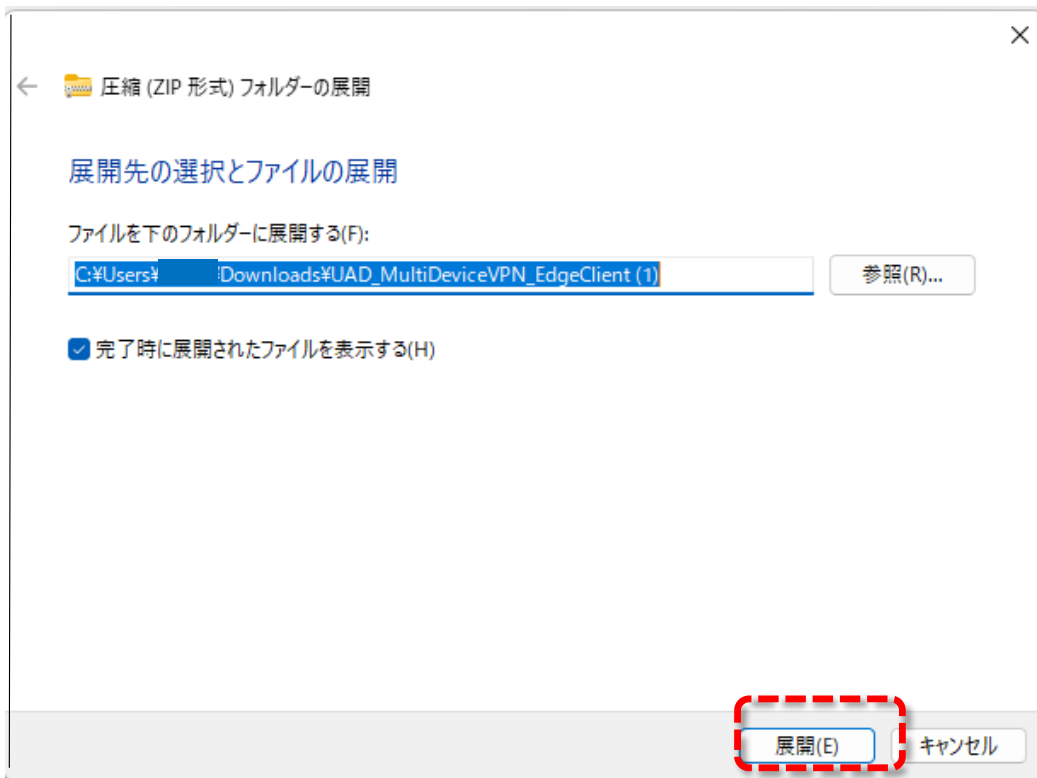 圧縮 (ZIP 形式) フォルダーの展開
展開先の選択とファイルの展開
ファイルを下のフォルダーに展開する(F):
C:¥Users¥ ¥Downloads¥UAD_MultiDeviceVPN_EdgeClient (1)
参照(R)...
完了時に展開されたファイルを表示する(H)
展開(E)
キャンセル